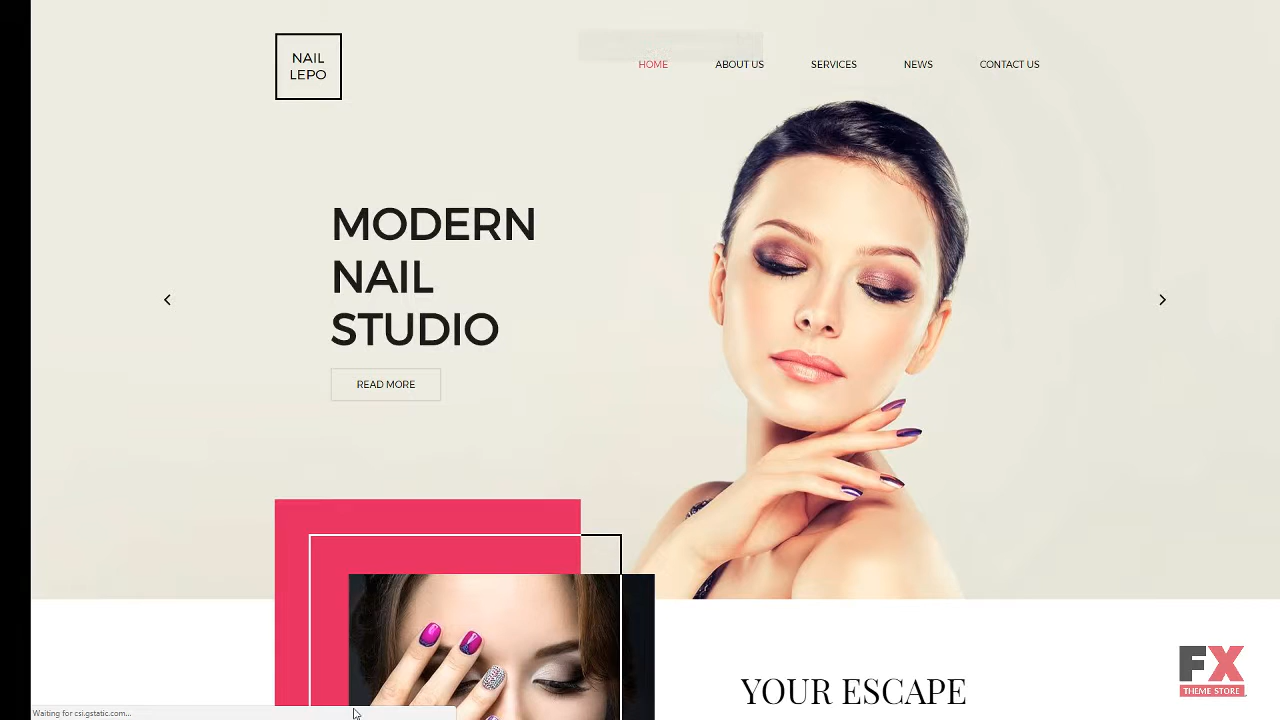 NAIL
LEPO
HOME
ABOUT US
SERVICES
NEWS
CONTACT US
MODERN
NAIL
STUDIO
READ MORE
YOUR ESCAPE
FX
THEME STORE
Waiting for csi.gstatic.com...